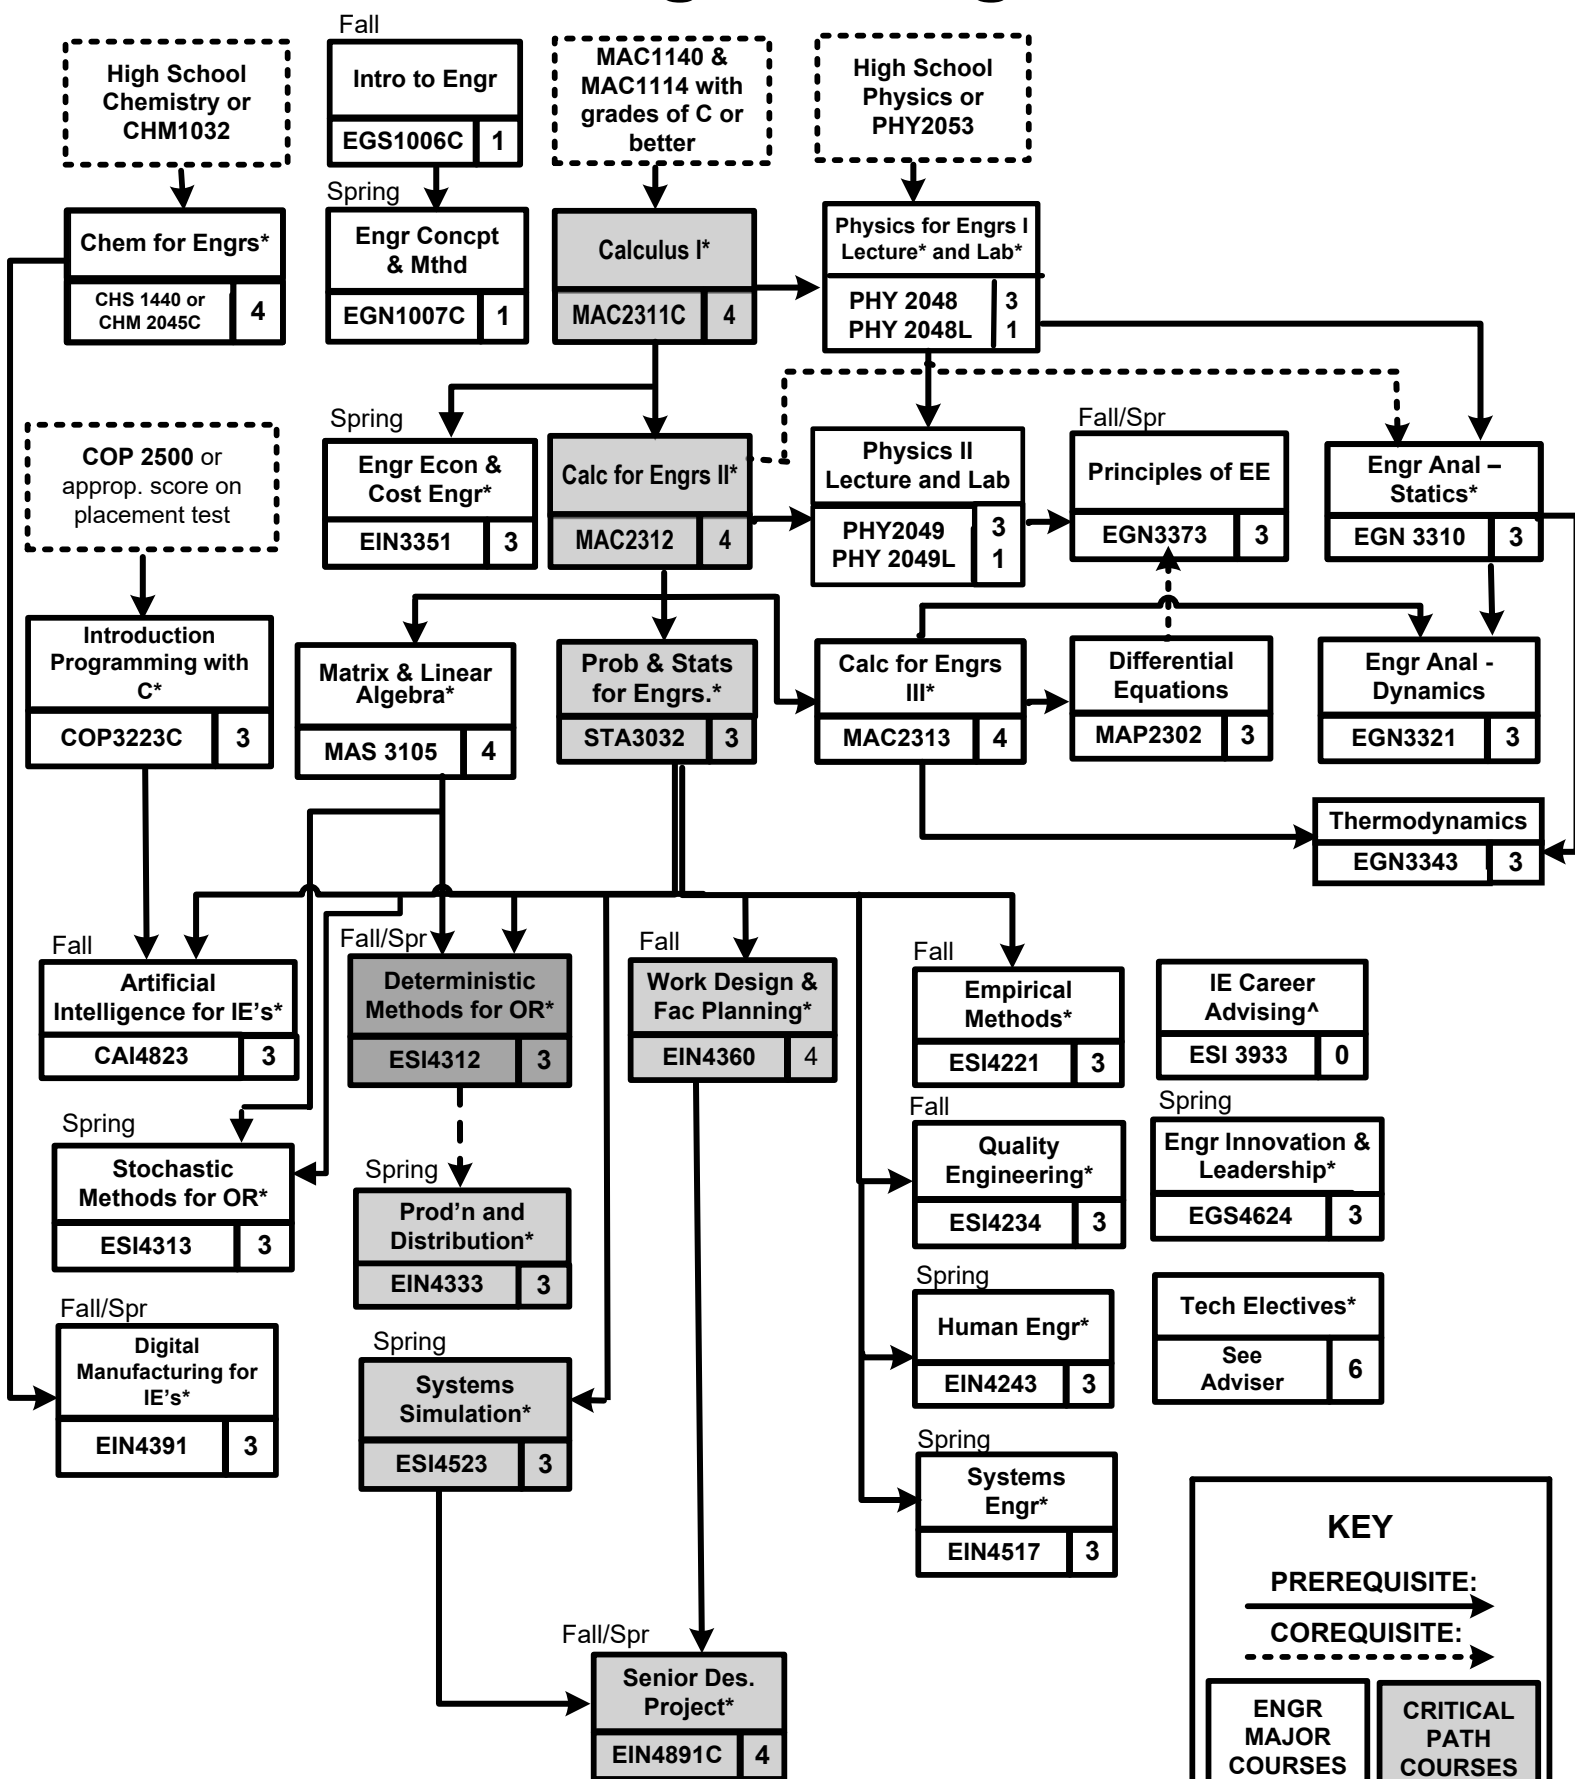 Fall
High School
Chemistry or
CHM1032
Intro to Engr
EGS1006C 1
MAC1140 &
MAC1114 with
grades of C or
better
High School
Physics or
PHY2053
Spring
Chem for Engrs*
CHS 1440 or
CHM 2045C
4
Engr Concpt
& Mthd
EGN1007C 1
Calculus I*
MAC2311C 4
Physics for Engrs I
Lecture* and Lab*
PHY 2048 3
PHY 2048L 1
COP 2500 or
approp. score on
placement test
Spring
Engr Econ &
Cost Engr*
EIN3351 3
Calc for Engrs II*
MAC2312 4
Physics II
Lecture and Lab
PHY2049 3
PHY 2049L 1
Fall/Spr
Principles of EE
EGN3373 3
Engr Anal –
Statics*
EGN 3310 3
Introduction
Programming with
C*
COP3223C 3
Matrix & Linear
Algebra*
MAS 3105 4
Prob & Stats
for Engrs.*
STA3032 3
Calc for Engrs
III*
MAC2313 4
Differential
Equations
MAP2302 3
Engr Anal -
Dynamics
EGN3321 3
Thermodynamics
EGN3343 3
Fall
Artificial
Intelligence for IE's*
CAI4823 3
Fall/Spr
Deterministic
Methods for OR*
ESI4312 3
Fall
Work Design &
Fac Planning*
EIN4360 4
Fall
Empirical
Methods*
ESI4221 3
IE Career
Advising^
ESI 3933 0
Spring
Stochastic
Methods for OR*
ESI4313 3
Spring
Prod'n and
Distribution*
EIN4333 3
Fall
Quality
Engineering*
ESI4234 3
Spring
Engr Innovation &
Leadership*
EGS4624 3
Fall/Spr
Digital
Manufacturing for
IE's*
EIN4391 3
Spring
Systems
Simulation*
ESI4523 3
Spring
Human Engr*
EIN4243 3
Tech Electives*
See
Adviser
6
Spring
Systems
Engr*
EIN4517 3
Fall/Spr
Senior Des.
Project*
EIN4891C 4
KEY
PREREQUISITE:
COREQUISITE:
ENGR
MAJOR
COURSES
CRITICAL
PATH
COURSES